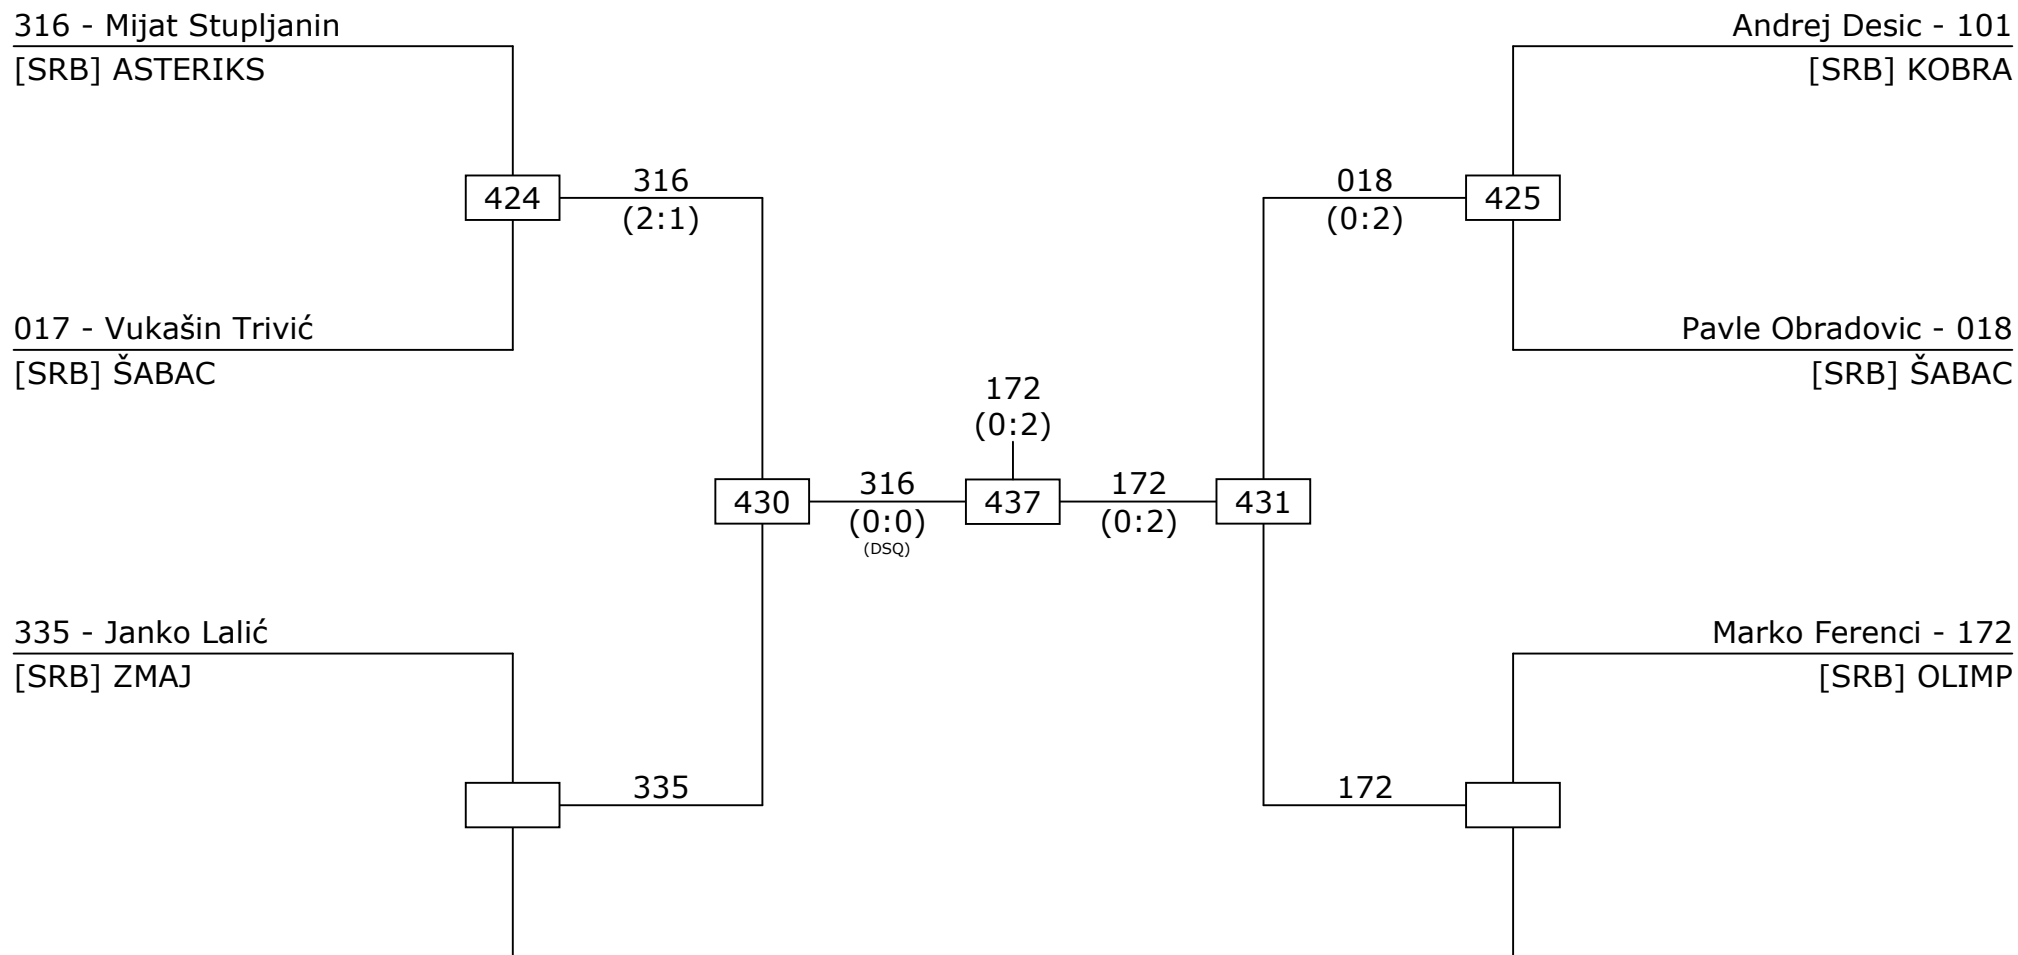 316 - Mijat Stupljanin
[SRB] ASTERIKS
Andrej Desic - 101
[SRB] KOBRA
424
316
(2:1)
018
(0:2)
425
017 - Vukašin Trivić
[SRB] ŠABAC
Pavle Obradovic - 018
[SRB] ŠABAC
172
(0:2)
430
316
(0:0)
(DSQ)
437
172
(0:2)
431
335 - Janko Lalić
[SRB] ZMAJ
Marko Ferenci - 172
[SRB] OLIMP
335
172